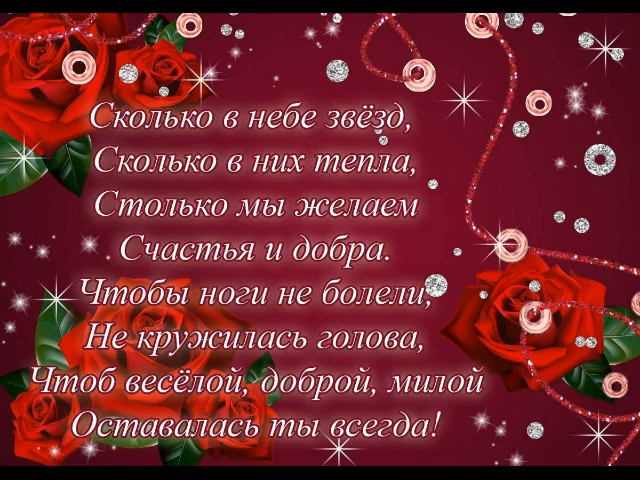 Сколько в небе звёзд,
Сколько в них тепла,
Столько мы желаем
Счастья и добра.
Чтобы ноги не болели,
Не кружилась голова,
Чтоб весёлой, доброй, милой
Оставалась ты всегда!